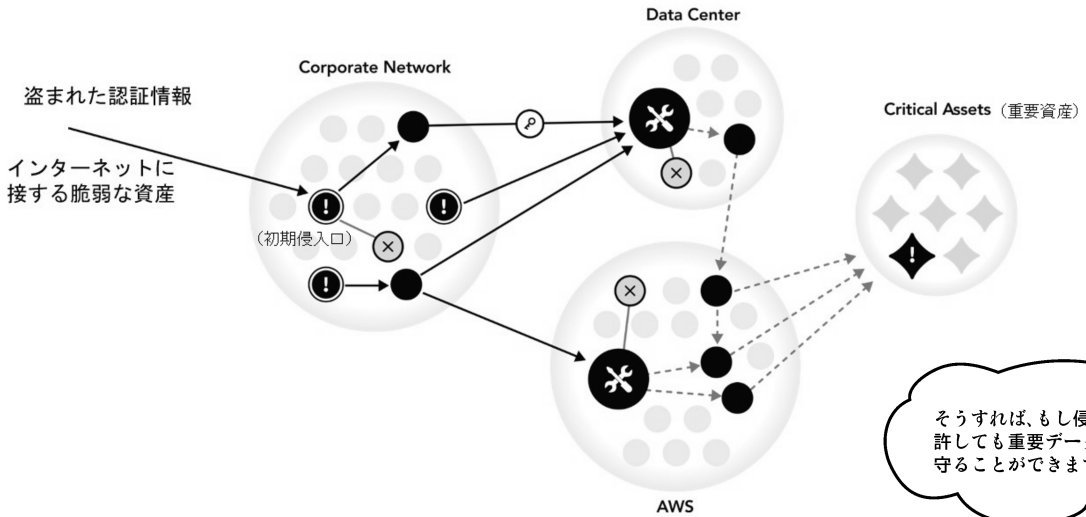 Data Center
Corporate Network
盗まれた認証情報
Critical Assets（重要資産）
インターネットに
接する脆弱な資産
（初期侵入口）
そうすれば、もし侵
許しても重要デー
守ることができま
AWS